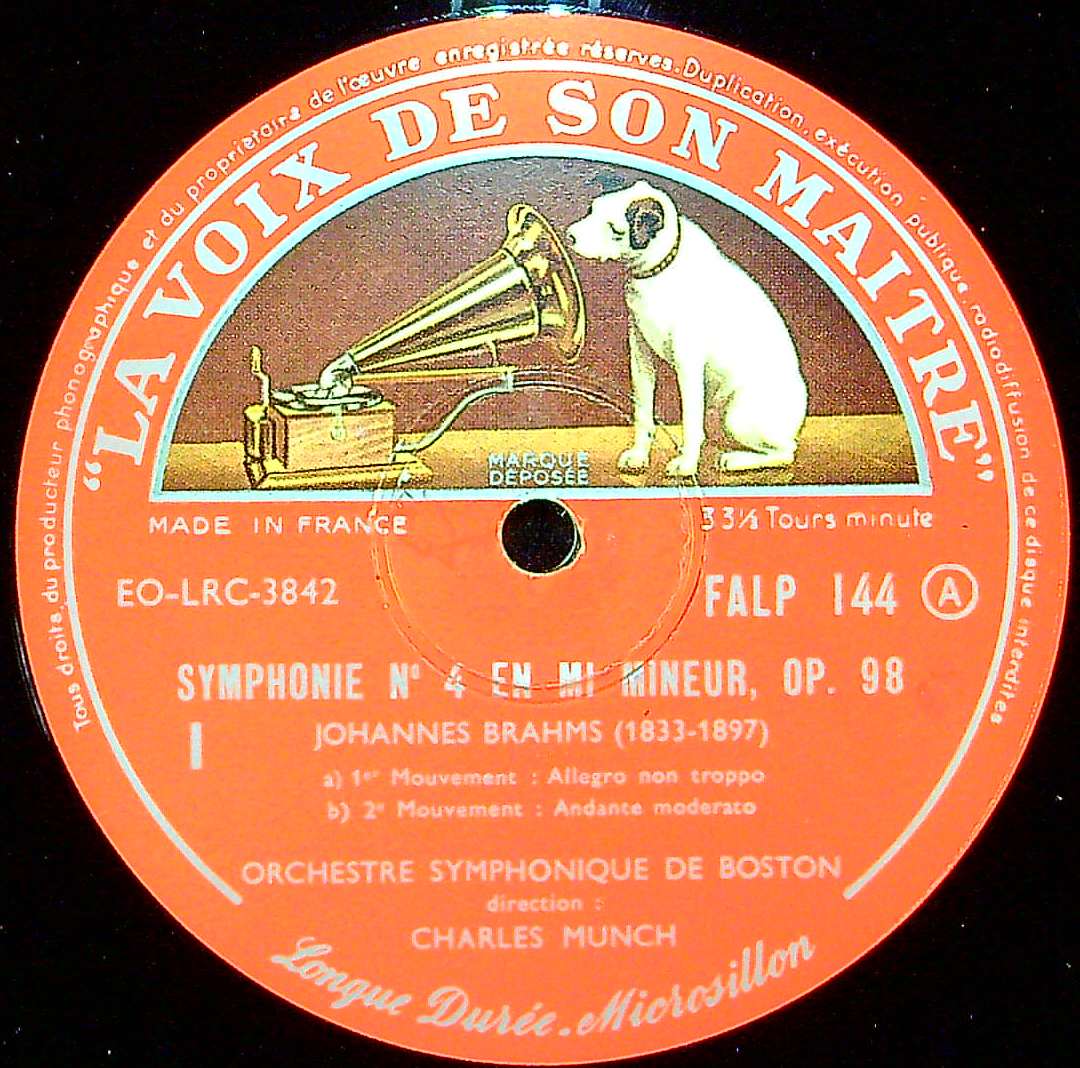 Tous droits du producteur phonographique et du propriétaire de l'œuvre enregistrée réservés. Duplication, exécution publique, radiodiffusion de ce disque interdites
“LA VOIX DE SON MAITRE”
MARQUE
DÉPOSÉE
MADE IN FRANCE
33⅓ Tours minute
EO-LRC-3842
FALP 144 A
SYMPHONIE Nº 4 EN MI MINEUR, OP. 98
I
JOHANNES BRAHMS (1833-1897)
a) 1er Mouvement : Allegro non troppo
b) 2e Mouvement : Andante moderato
ORCHESTRE SYMPHONIQUE DE BOSTON
direction :
CHARLES MUNCH
Longue Durée - Microsillon